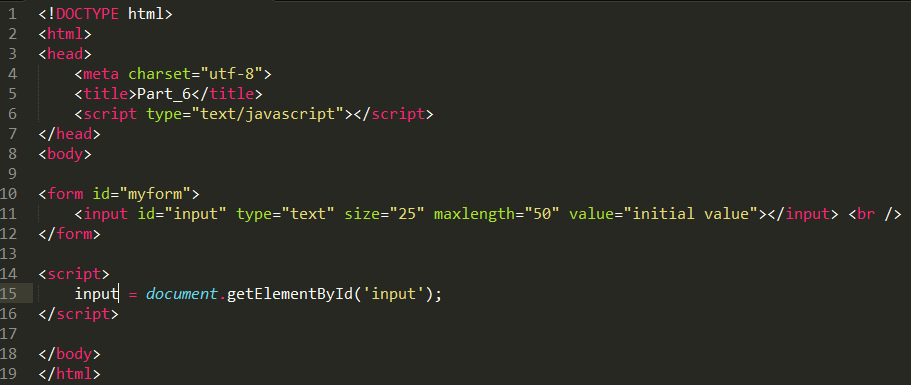 1 <!DOCTYPE html>
2 <html>
3 <head>
4     <meta charset="utf-8">
5     <title>Part_6</title>
6     <script type="text/javascript"></script>
7 </head>
8 <body>
9
10 <form id="myform">
11     <input id="input" type="text" size="25" maxlength="50" value="initial value"></input> <br />
12 </form>
13
14 <script>
15     input = document.getElementById('input');
16 </script>
17
18 </body>
19 </html>